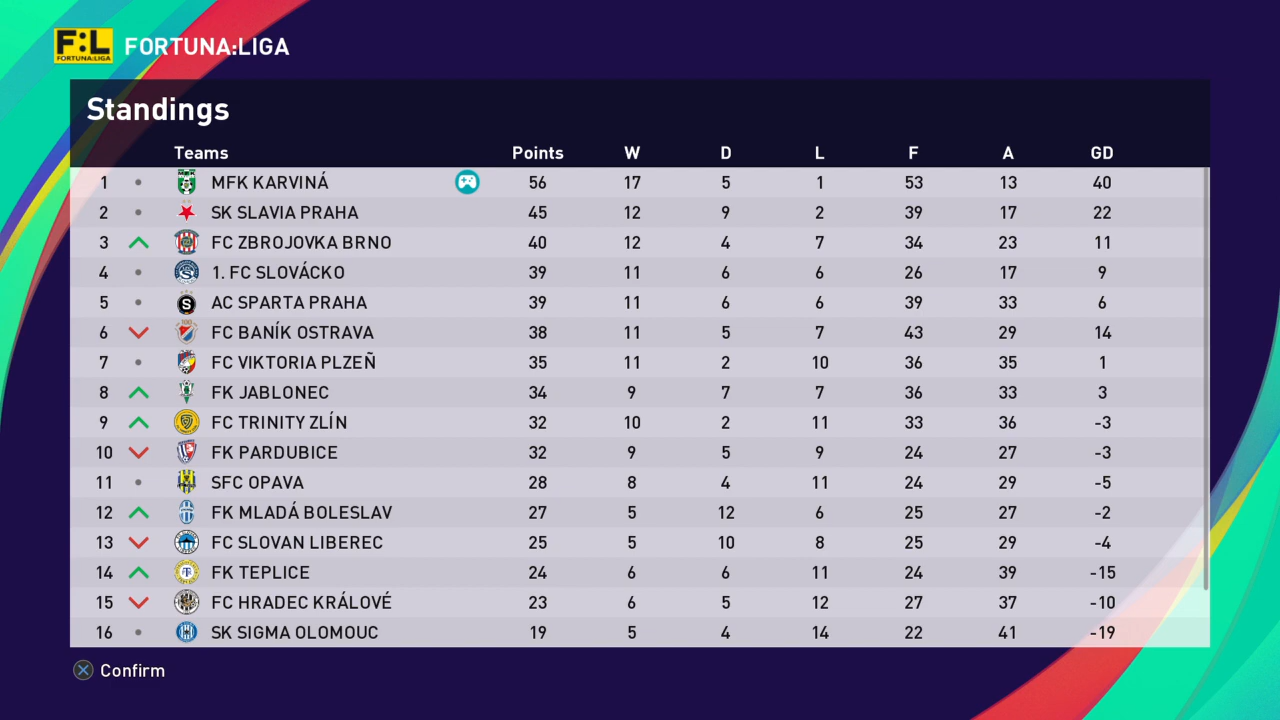 F:L FORTUNA:LIGA
FORTUNA:LIGA
Standings
Teams Points W D L F A GD
1 MFK KARVINÁ 56 17 5 1 53 13 40
2 SK SLAVIA PRAHA 45 12 9 2 39 17 22
3 FC ZBROJOVKA BRNO 40 12 4 7 34 23 11
4 1. FC SLOVÁCKO 39 11 6 6 26 17 9
5 AC SPARTA PRAHA 39 11 6 6 39 33 6
6 FC BANÍK OSTRAVA 38 11 5 7 43 29 14
7 FC VIKTORIA PLZEÑ 35 11 2 10 36 35 1
8 FK JABLONEC 34 9 7 7 36 33 3
9 FC TRINITY ZLÍN 32 10 2 11 33 36 -3
10 FK PARDUBICE 32 9 5 9 24 27 -3
11 SFC OPAVA 28 8 4 11 24 29 -5
12 FK MLADÁ BOLESLAV 27 5 12 6 25 27 -2
13 FC SLOVAN LIBEREC 25 5 10 8 25 29 -4
14 FK TEPLICE 24 6 6 11 24 39 -15
15 FC HRADEC KRÁLOVÉ 23 6 5 12 27 37 -10
16 SK SIGMA OLOMOUC 19 5 4 14 22 41 -19
Confirm